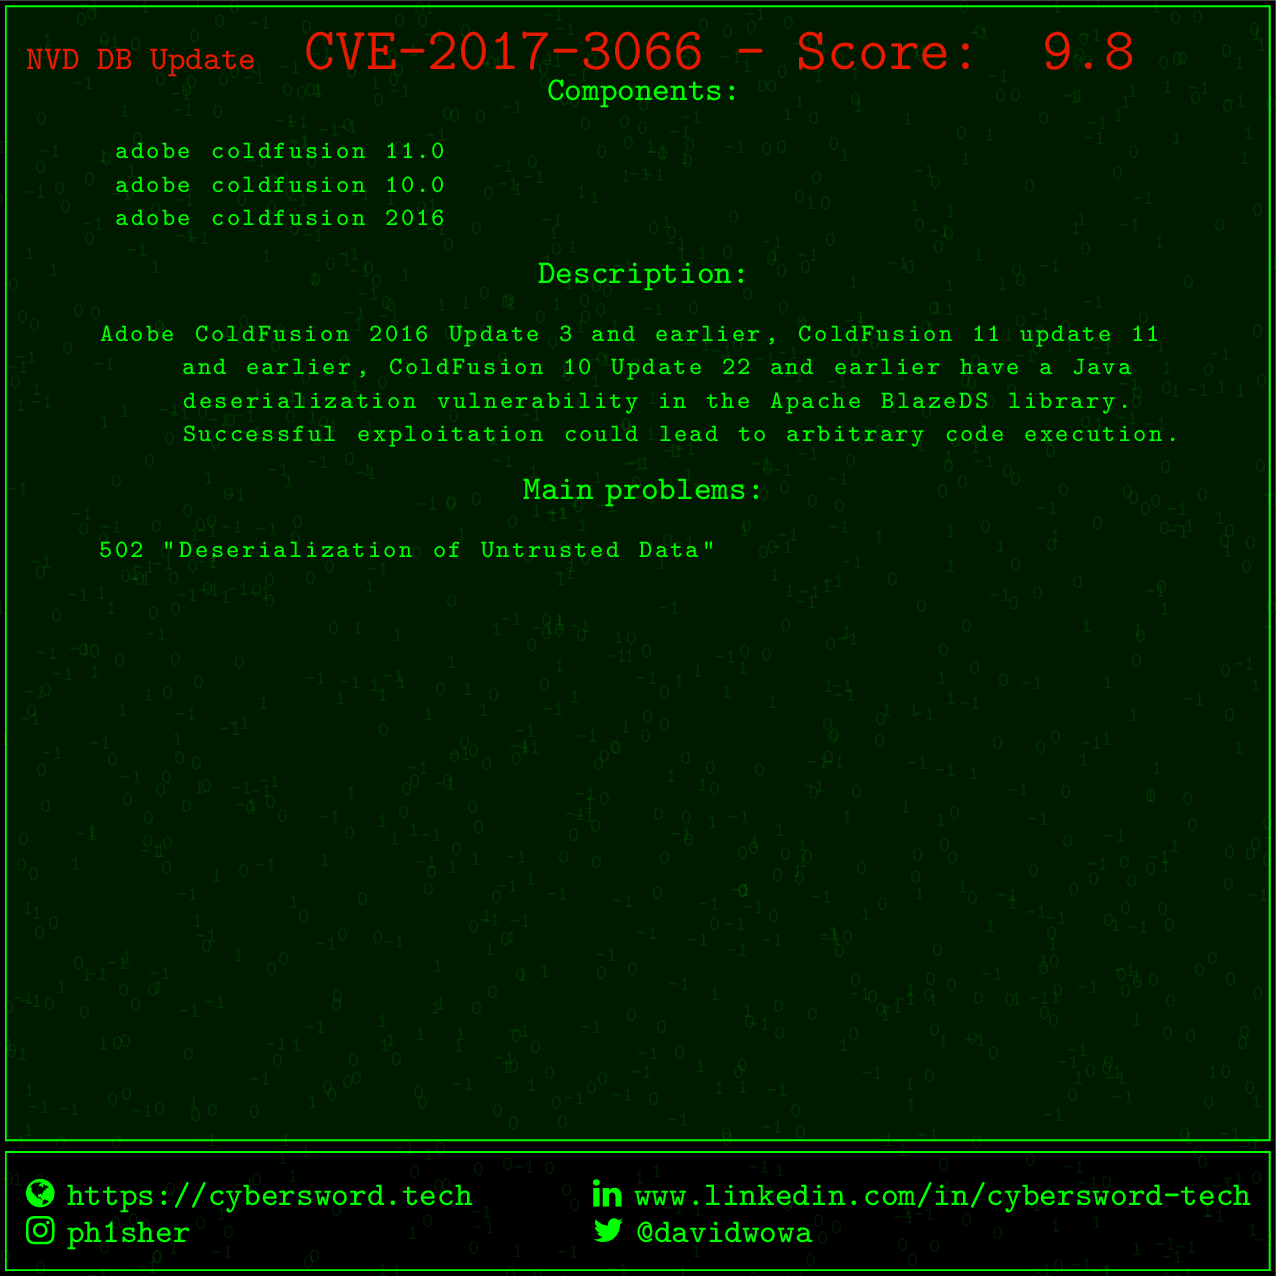 NVD DB Update CVE-2017-3066 - Score: 9.8
Components:
adobe coldfusion 11.0
adobe coldfusion 10.0
adobe coldfusion 2016
Description:
Adobe ColdFusion 2016 Update 3 and earlier, ColdFusion 11 update 11
and earlier, ColdFusion 10 Update 22 and earlier have a Java
deserialization vulnerability in the Apache BlazeDS library.
Successful exploitation could lead to arbitrary code execution.
Main problems:
502 "Deserialization of Untrusted Data"
https://cybersword.tech
www.linkedin.com/in/cybersword-tech
ph1sher
@davidwowa